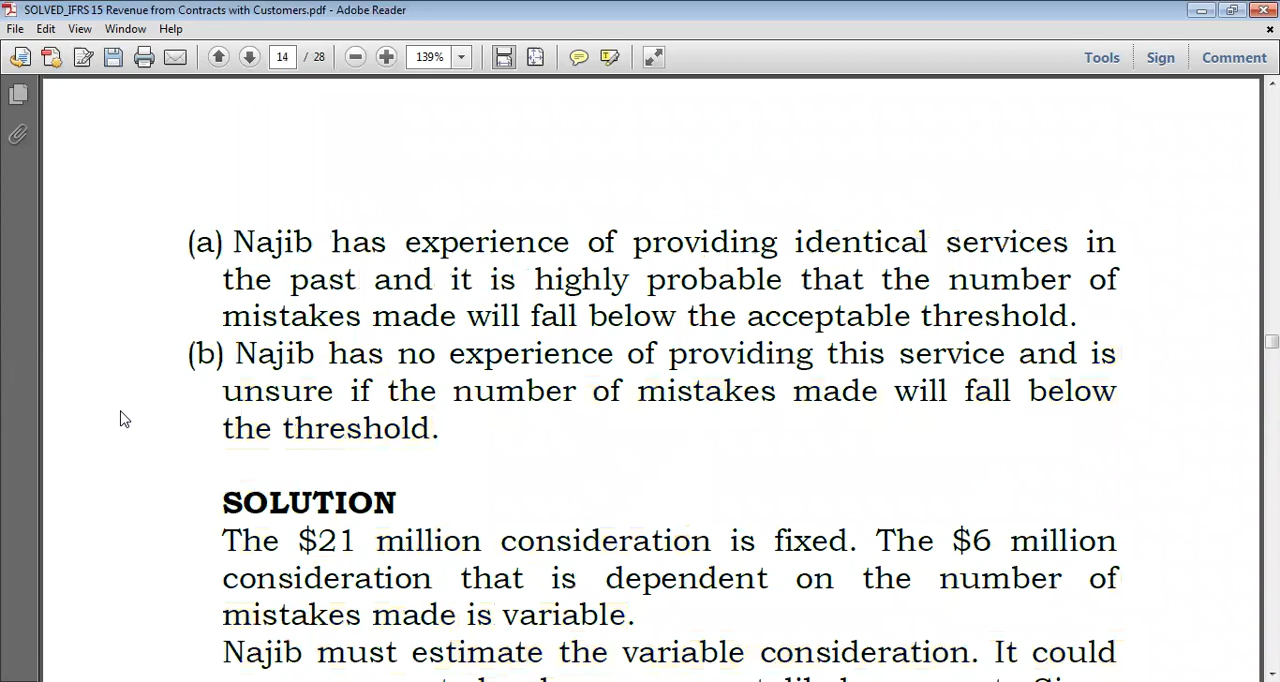 SOLVED_IFRS 15 Revenue from Contracts with Customers.pdf - Adobe Reader
File Edit View Window Help
14 / 28 139% Tools Sign Comment
(a) Najib has experience of providing identical services in
the past and it is highly probable that the number of
mistakes made will fall below the acceptable threshold.
(b) Najib has no experience of providing this service and is
unsure if the number of mistakes made will fall below
the threshold.
SOLUTION
The $21 million consideration is fixed. The $6 million
consideration that is dependent on the number of
mistakes made is variable.
Najib must estimate the variable consideration. It could